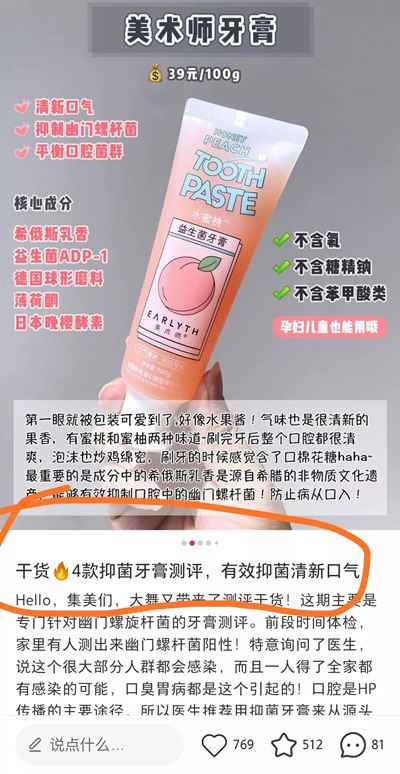 美术师牙膏
39元/100g
清新口气
抑制幽门螺杆菌
平衡口腔菌群
HONEY
PEACH
TOOTH
PASTE
水蜜桃
益生菌牙膏
EARLYTH
美术师
核心成分
希俄斯乳香
益生菌ADP-1
德国球形磨料
薄荷酮
日本晚樱酵素
不含氟
不含糖精钠
不含苯甲酸类
孕妇儿童也能用哦
第一眼就被包装可爱到了,好像水果酱！气味也是很清新的
果香，有蜜桃和蜜柚两种味道~刷完牙后整个口腔都很清
爽，泡沫也炒鸡绵密，刷牙的时候感觉含了口棉花糖haha~
最重要的是成分中的希俄斯乳香是源自希腊的非物质文化遗
产，能够有效抑制口腔中的幽门螺杆菌！防止病从口入！
干货🔥4款抑菌牙膏测评，有效抑菌清新口气
Hello，集美们，大舞又带来了测评干货！这期主要是
专门针对幽门螺旋杆菌的牙膏测评。前段时间体检，
家里有人测出来幽门螺杆菌阳性！特意询问了医生，
说这个很大部分人群都会感染，而且一人得了全家都
有感染的可能，口臭胃病都是这个引起的！口腔是HP
传播的主要途径，所以医生推荐用抑菌牙膏来从源头
说点什么...
769
512
81